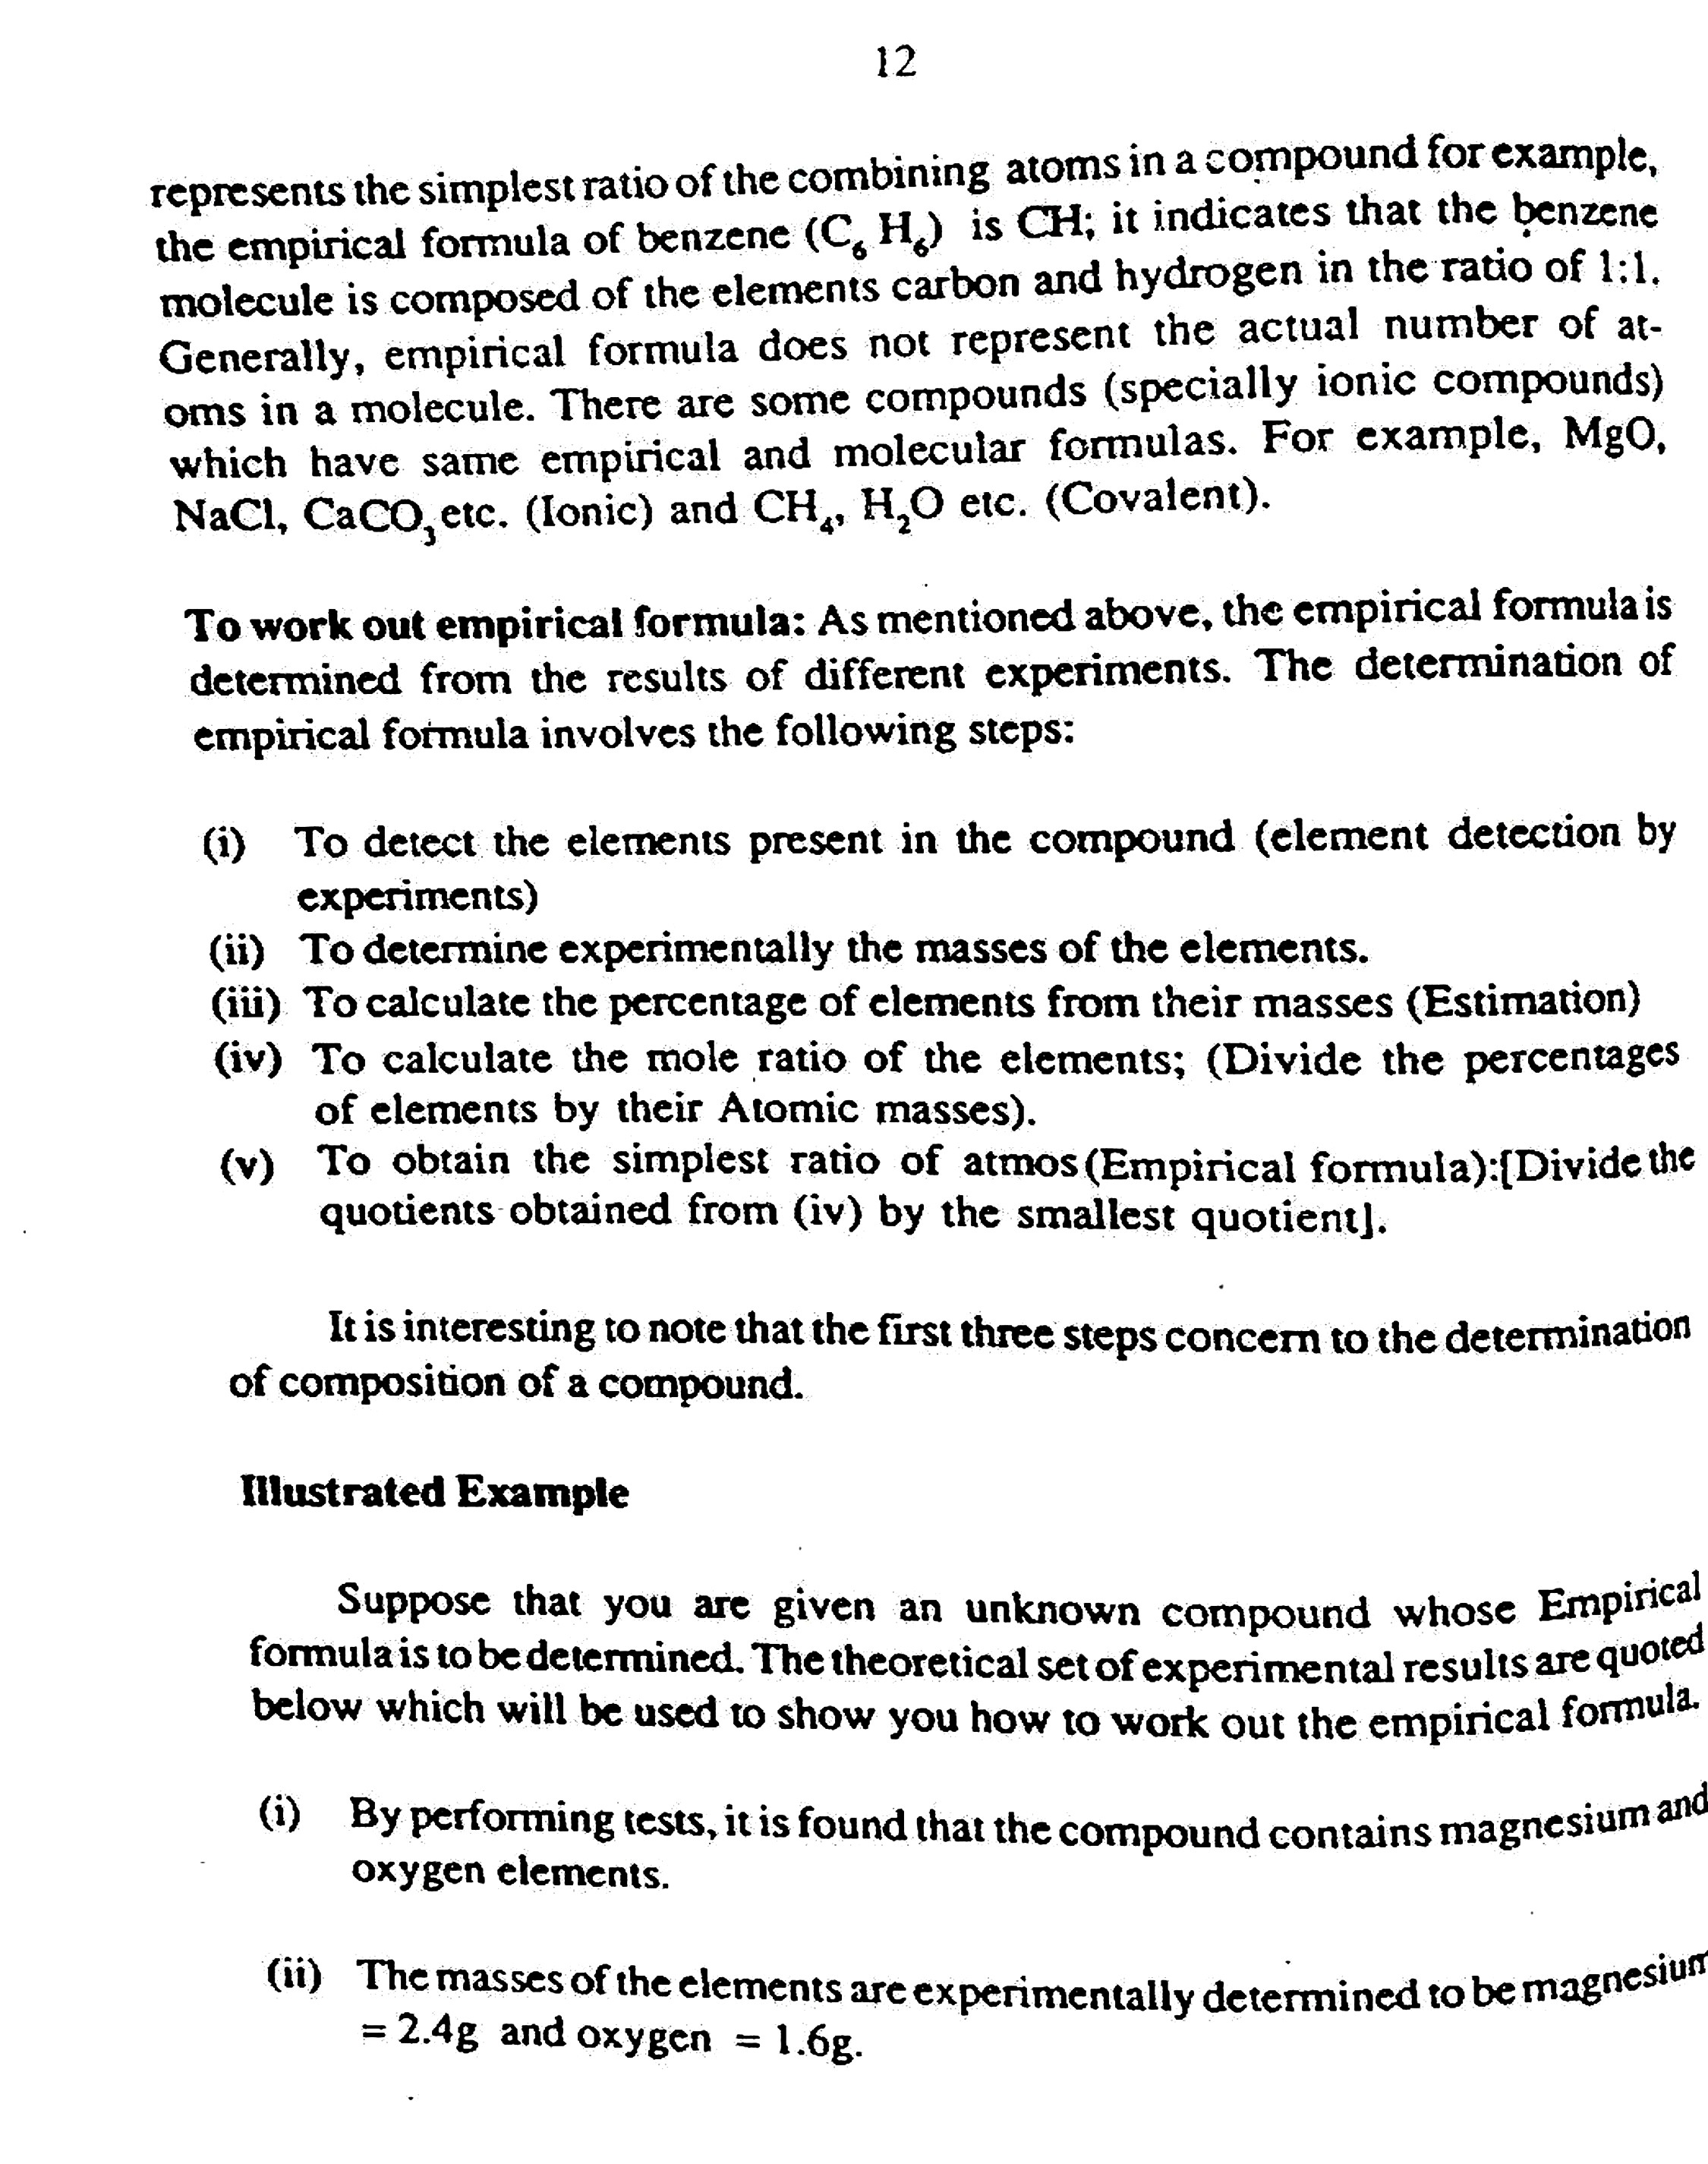 12
represents the simplest ratio of the combining atoms in a compound for example,
the empirical formula of benzene (C₆ H₆) is CH; it indicates that the benzene
molecule is composed of the elements carbon and hydrogen in the ratio of 1:1.
Generally, empirical formula does not represent the actual number of at-
oms in a molecule. There are some compounds (specially ionic compounds)
which have same empirical and molecular formulas. For example, MgO,
NaCl, CaCO₃ etc. (Ionic) and CH₄, H₂O etc. (Covalent).
To work out empirical formula: As mentioned above, the empirical formula is
determined from the results of different experiments. The determination of
empirical formula involves the following steps:
(i) To detect the elements present in the compound (element detection by
experiments)
(ii) To determine experimentally the masses of the elements.
(iii) To calculate the percentage of elements from their masses (Estimation)
(iv) To calculate the mole ratio of the elements; (Divide the percentages
of elements by their Atomic masses).
(v) To obtain the simplest ratio of atmos (Empirical formula):[Divide the
quotients obtained from (iv) by the smallest quotient].
It is interesting to note that the first three steps concern to the determination
of composition of a compound.
Illustrated Example
Suppose that you are given an unknown compound whose Empirical
formula is to be determined. The theoretical set of experimental results are quoted
below which will be used to show you how to work out the empirical formula.
(i) By performing tests, it is found that the compound contains magnesium and
oxygen elements.
(ii) The masses of the elements are experimentally determined to be magnesium
= 2.4g and oxygen = 1.6g.